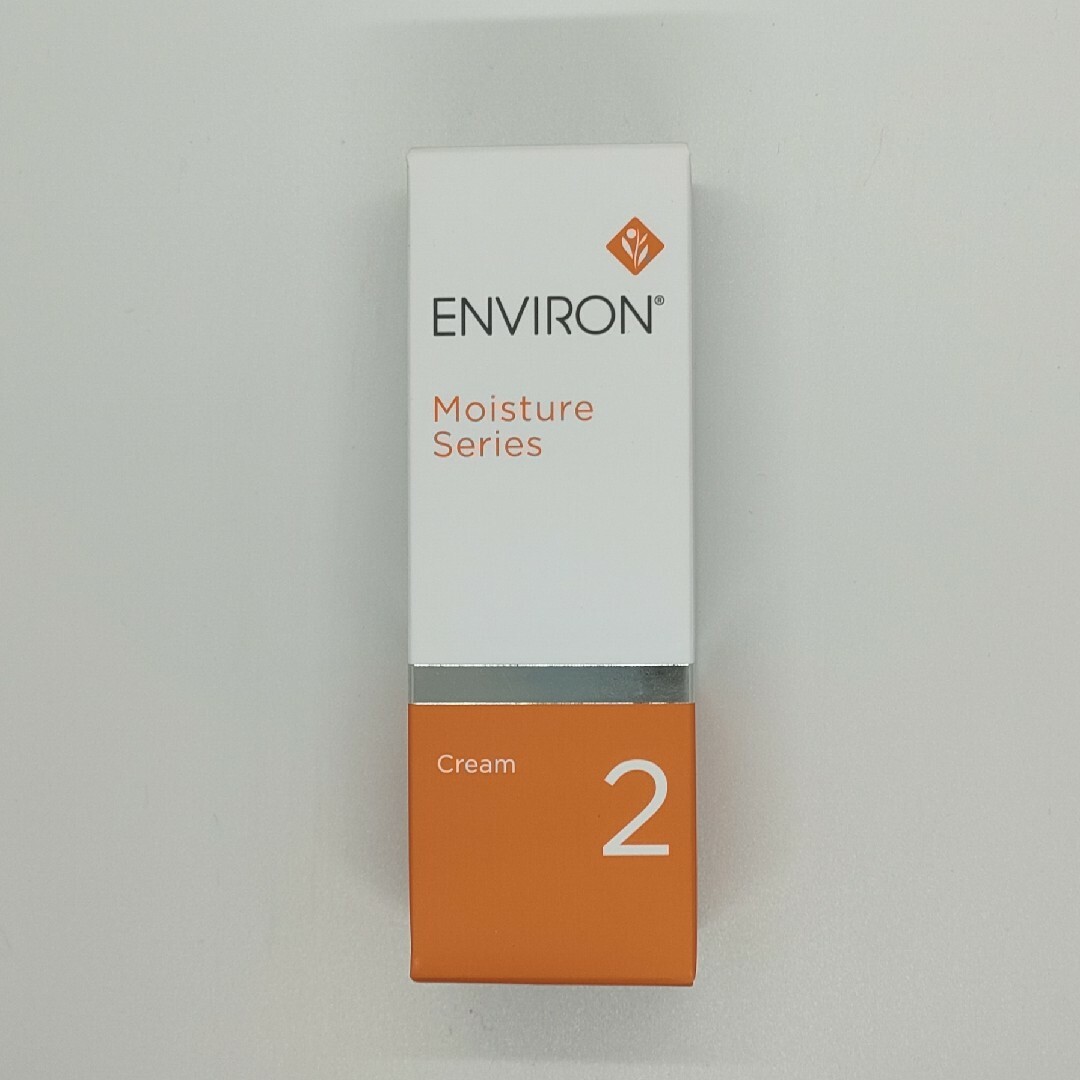 ENVIRON®
Moisture
Series
Cream
2